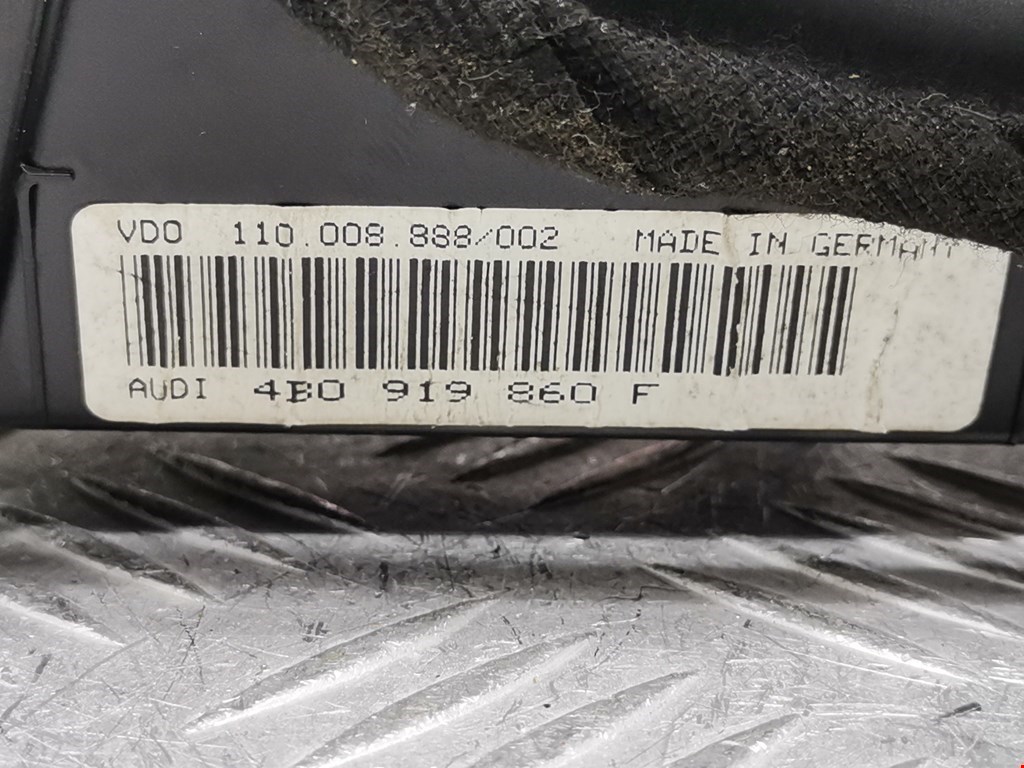 VDO 110.008.888/002 MADE IN GERMANY
AUDI 4B0 919 860 F